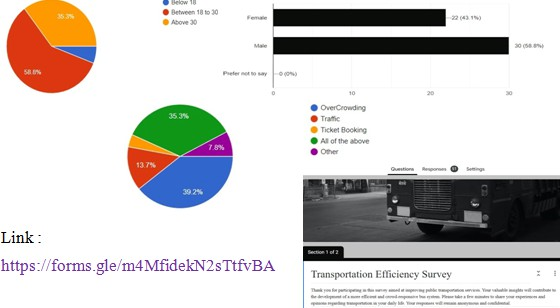 Below 18
Between 18 to 30
Above 30
35.3%
58.8%
Female
22 (43.1%)
Male
30 (58.8%)
Prefer not to say
0 (0%)
0
10
20
30
35.3%
7.8%
13.7%
39.2%
OverCrowding
Traffic
Ticket Booking
All of the above
Other
Questions Responses 51 Settings
Section 1 of 2
Transportation Efficiency Survey
Thank you for participating in this survey aimed at improving public transportation services. Your valuable insights will contribute to
the development of a more efficient and crowd responsive bus system. Please take a few minutes to share your experiences and
opinions regarding transportation in your daily life. Your responses will remain anonymous and confidential.
Link :
https://forms.gle/m4MfidekN2sTtfvBA